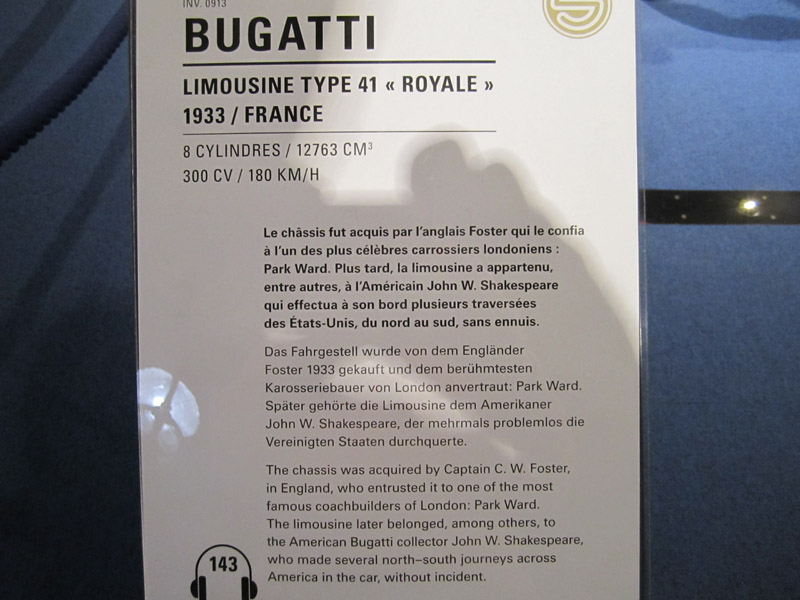 INV. 0913
BUGATTI
LIMOUSINE TYPE 41 « ROYALE »
1933 / FRANCE
8 CYLINDRES / 12763 CM³
300 CV / 180 KM/H
Le châssis fut acquis par l'anglais Foster qui le confia
à l'un des plus célèbres carrossiers londoniens :
Park Ward. Plus tard, la limousine a appartenu,
entre autres, à l'Américain John W. Shakespeare
qui effectua à son bord plusieurs traversées
des États-Unis, du nord au sud, sans ennuis.
Das Fahrgestell wurde von dem Engländer
Foster 1933 gekauft und dem berühmtesten
Karosseriebauer von London anvertraut: Park Ward.
Später gehörte die Limousine dem Amerikaner
John W. Shakespeare, der mehrmals problemlos die
Vereinigten Staaten durchquerte.
The chassis was acquired by Captain C. W. Foster,
in England, who entrusted it to one of the most
famous coachbuilders of London: Park Ward.
The limousine later belonged, among others, to
the American Bugatti collector John W. Shakespeare,
who made several north–south journeys across
America in the car, without incident.
143